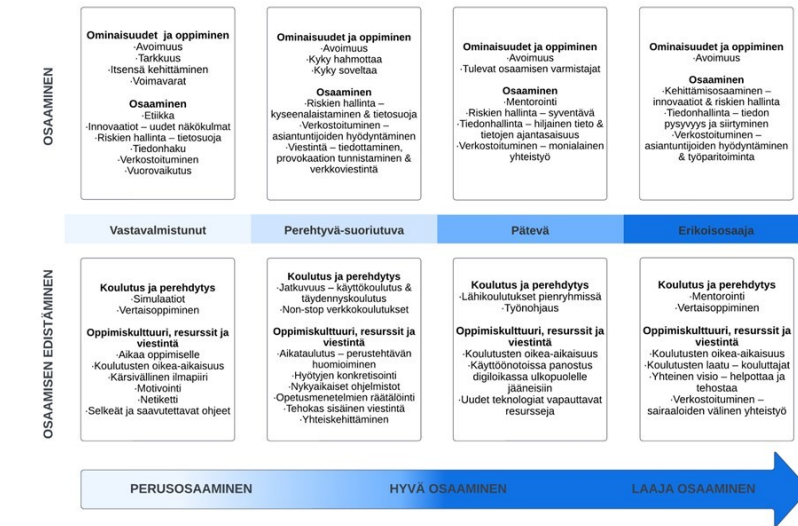 OSAAMINEN
Ominaisuudet ja oppiminen
·Avoimuus
·Tarkkuus
·Itsensä kehittäminen
·Voimavarat
Osaaminen
·Etiikka
·Innovaatiot – uudet näkökulmat
·Riskien hallinta – tietosuoja
·Tiedonhaku
·Verkostoituminen
·Vuorovaikutus
Ominaisuudet ja oppiminen
·Avoimuus
·Kyky hahmottaa
·Kyky soveltaa
Osaaminen
·Riskien hallinta –
kyseenalaistaminen & tietosuoja
·Verkostoituminen –
asiantuntijoiden hyödyntäminen
·Viestintä – tiedottaminen,
provokaation tunnistaminen &
verkkoviestintä
Ominaisuudet ja oppiminen
·Avoimuus
·Tulevat osaamisen varmistajat
Osaaminen
·Mentorointi
·Riskien hallinta – syventävä
·Tiedonhallinta – hiljainen tieto &
tietojen ajantasaisuus
·Verkostoituminen – monialainen
yhteistyö
Ominaisuudet ja oppiminen
·Avoimuus
Osaaminen
·Kehittämisosaaminen –
innovaatiot & riskien hallinta
·Tiedonhallinta – tiedon
pysyvyys ja siirtyminen
·Verkostoituminen –
asiantuntijoiden hyödyntäminen
& työparitoiminta
Vastavalmistunut
Perehtyvä-suoriutuva
Pätevä
Erikoisosaaja
OSAAMISEN EDISTÄMINEN
Koulutus ja perehdytys
·Simulaatiot
·Vertaisoppiminen
Oppimiskulttuuri, resurssit ja
viestintä
·Aikaa oppimiselle
·Koulutusten oikea-aikaisuus
·Kärsivällinen ilmapiiri
·Motivointi
·Netiketti
·Selkeät ja saavutettavat ohjeet
Koulutus ja perehdytys
·Jatkuvuus – käyttökoulutus &
täydennyskoulutus
·Non-stop verkkokoulutukset
Oppimiskulttuuri, resurssit ja
viestintä
·Aikataulutus – perustehtävän
huomioiminen
·Hyötyjen konkretisointi
·Nykyaikaiset ohjelmistot
·Opetusmenetelmien räätälöinti
·Tehokas sisäinen viestintä
·Yhteiskehittäminen
Koulutus ja perehdytys
·Lähikoulutukset pienryhmissä
·Työnohjaus
Oppimiskulttuuri, resurssit ja
viestintä
·Koulutusten oikea-aikaisuus
·Käyttöönotoissa panostus
digiloikassa ulkopuolelle
jääneisiin
·Uudet teknologiat vapauttavat
resursseja
Koulutus ja perehdytys
·Mentorointi
·Vertaisoppiminen
Oppimiskulttuuri, resurssit ja
viestintä
·Koulutusten oikea-aikaisuus
·Koulutusten laatu – kouluttajat
·Yhteinen visio – helpottaa ja
tehostaa
·Verkostoituminen –
sairaaloiden välinen yhteistyö
PERUSOSAAMINEN
HYVÄ OSAAMINEN
LAAJA OSAAMINEN